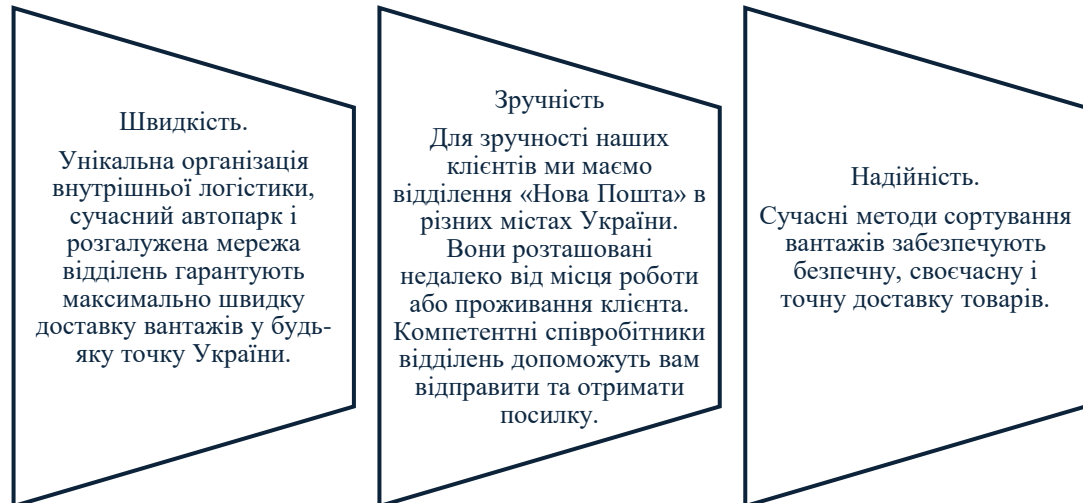 Швидкість.
Унікальна організація
внутрішньої логістики,
сучасний автопарк і
розгалужена мережа
відділень гарантують
максимально швидку
доставку вантажів у будь-
яку точку України.
Зручність
Для зручності наших
клієнтів ми маємо
відділення «Нова Пошта» в
різних містах України.
Вони розташовані
недалеко від місця роботи
або проживання клієнта.
Компетентні співробітники
відділень допоможуть вам
відправити та отримати
посилку.
Надійність.
Сучасні методи сортування
вантажів забезпечують
безпечну, своєчасну і
точну доставку товарів.